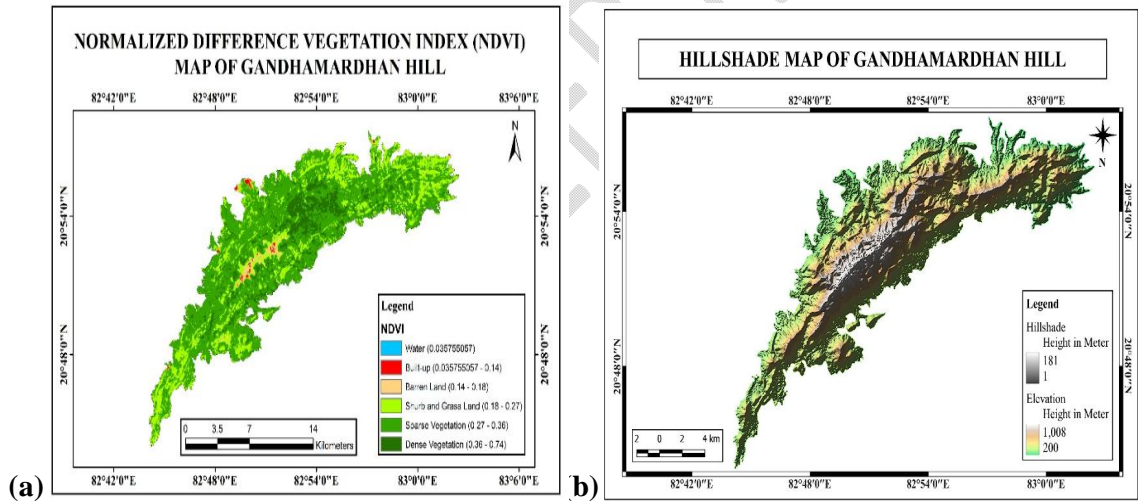 NORMALIZED DIFFERENCE VEGETATION INDEX (NDVI)
MAP OF GANDHAMARDHAN HILL
82°42'0"E 82°48'0"E 82°54'0"E 83°0'0"E 83°6'0"E
N
20°54'0"N
20°54'0"N
20°48'0"N
20°48'0"N
Legend
NDVI
Water (0.035755057)
Built-up (0.035755057 - 0.14)
Barren Land (0.14 - 0.18)
Shurb and Grass Land (0.18 - 0.27)
Sparse Vegetation (0.27 - 0.36)
Dense Vegetation (0.36 - 0.74)
0 3.5 7 14
Kilometers
82°42'0"E 82°48'0"E 82°54'0"E 83°0'0"E 83°6'0"E
(a)
HILLSHADE MAP OF GANDHAMARDHAN HILL
82°42'0"E 82°48'0"E 82°54'0"E 83°0'0"E
N
20°54'0"N
20°54'0"N
20°48'0"N
20°48'0"N
Legend
Hillshade
Height in Meter
181
1
Elevation
Height in Meter
1,008
200
2 0 2 4 km
82°42'0"E 82°48'0"E 82°54'0"E 83°0'0"E
b)